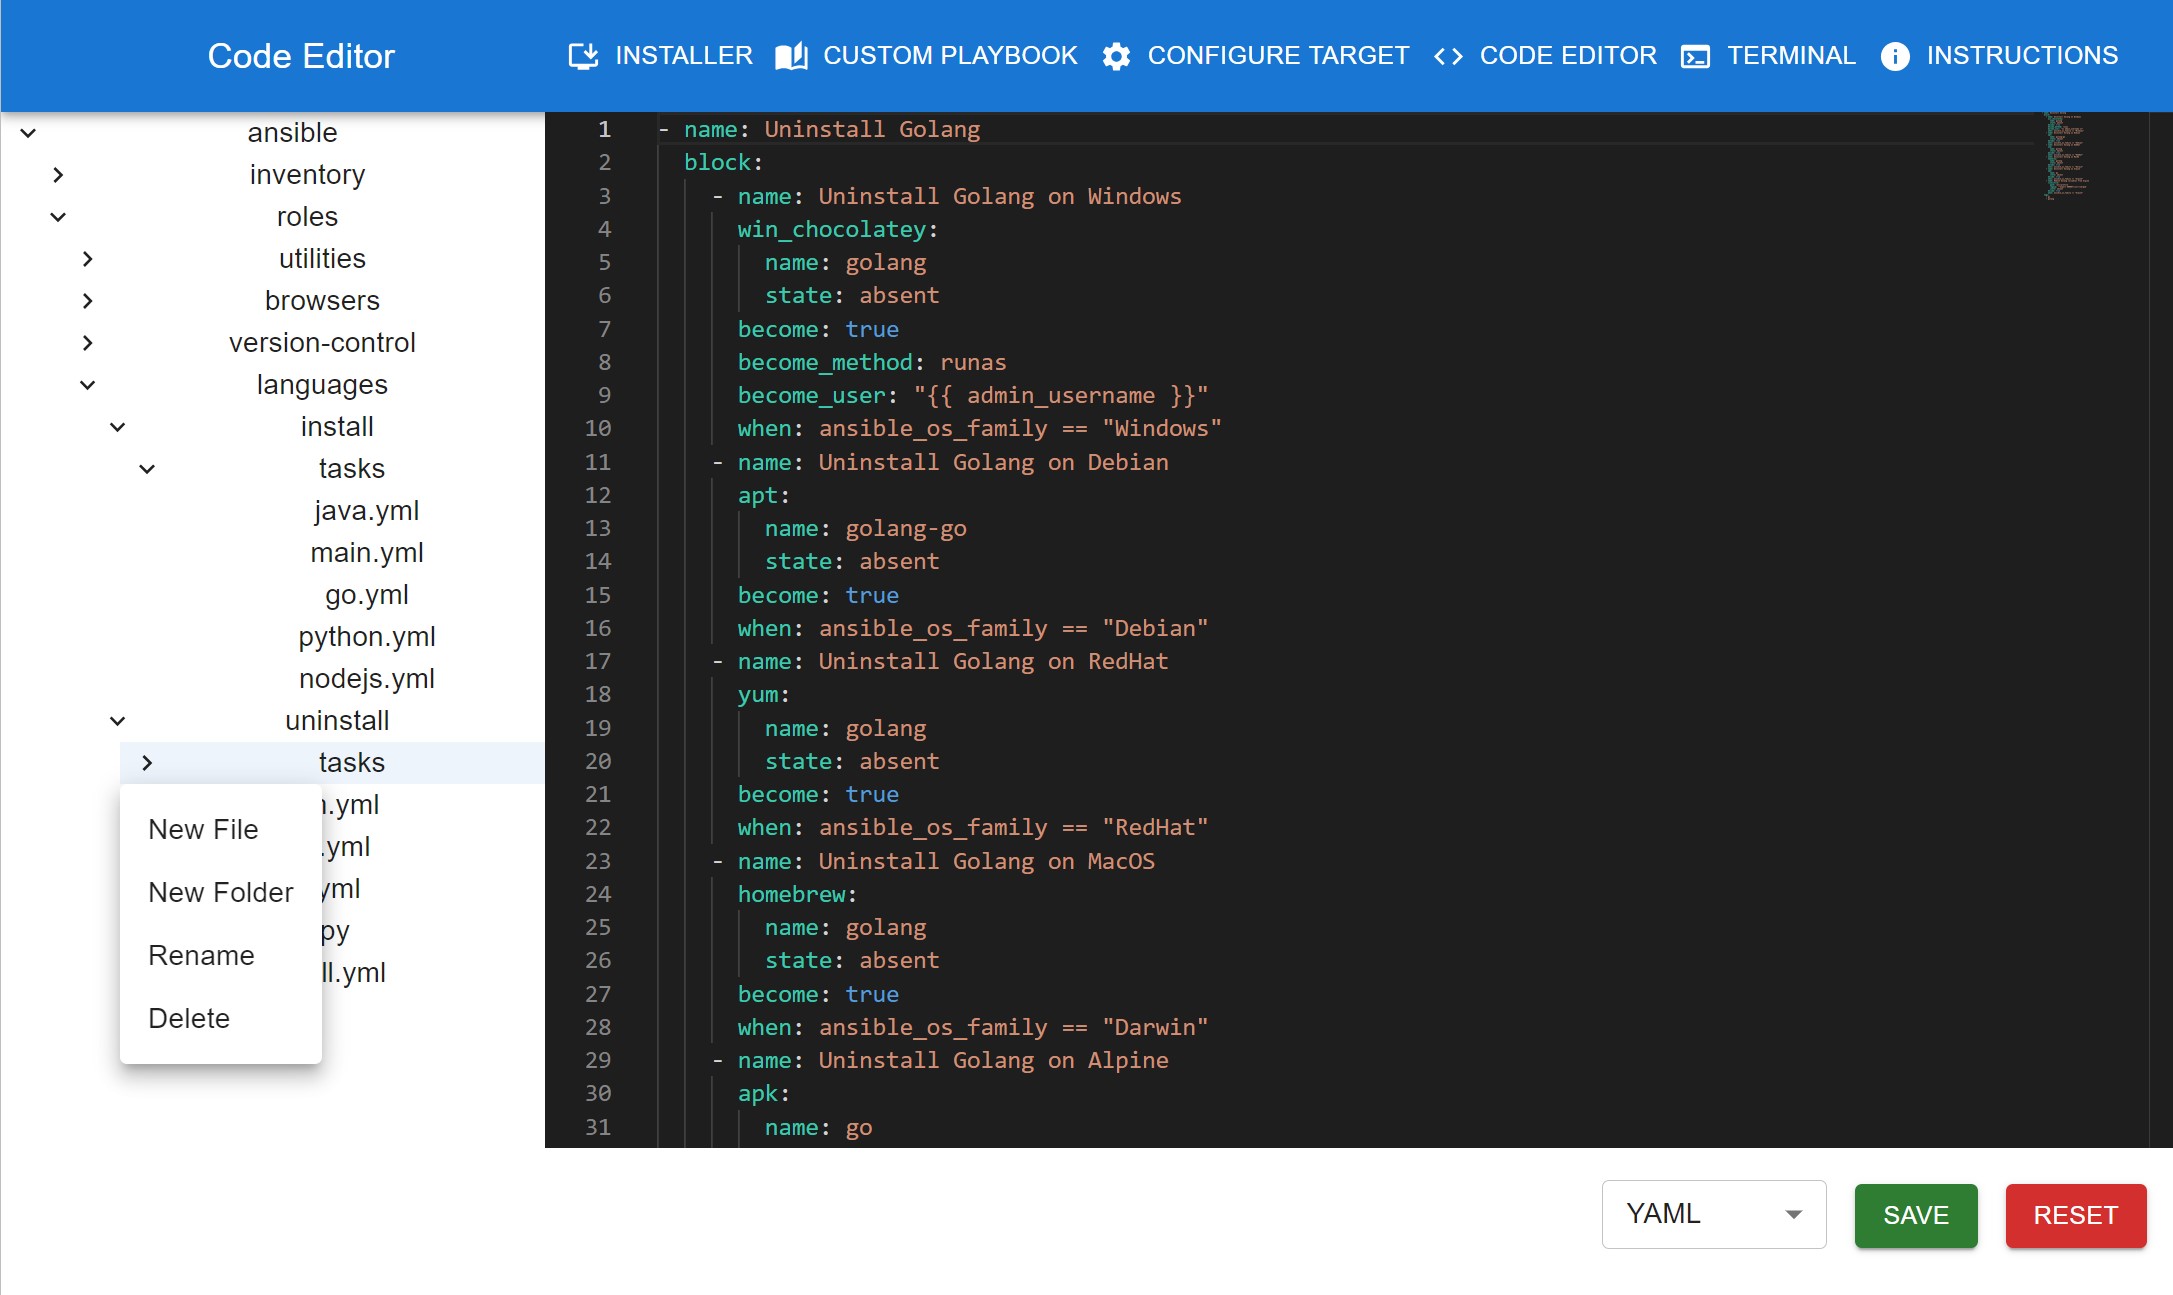 Code Editor
INSTALLER
CUSTOM PLAYBOOK
CONFIGURE TARGET
CODE EDITOR
TERMINAL
INSTRUCTIONS
ansible
inventory
roles
utilities
browsers
version-control
languages
install
tasks
java.yml
main.yml
go.yml
python.yml
nodejs.yml
uninstall
tasks
.yml
.yml
yml
py
ll.yml
New File
New Folder
Rename
Delete
1 - name: Uninstall Golang
2 block:
3 - name: Uninstall Golang on Windows
4 win_chocolatey:
5 name: golang
6 state: absent
7 become: true
8 become_method: runas
9 become_user: "{{ admin_username }}"
10 when: ansible_os_family == "Windows"
11 - name: Uninstall Golang on Debian
12 apt:
13 name: golang-go
14 state: absent
15 become: true
16 when: ansible_os_family == "Debian"
17 - name: Uninstall Golang on RedHat
18 yum:
19 name: golang
20 state: absent
21 become: true
22 when: ansible_os_family == "RedHat"
23 - name: Uninstall Golang on MacOS
24 homebrew:
25 name: golang
26 state: absent
27 become: true
28 when: ansible_os_family == "Darwin"
29 - name: Uninstall Golang on Alpine
30 apk:
31 name: go
YAML
SAVE
RESET